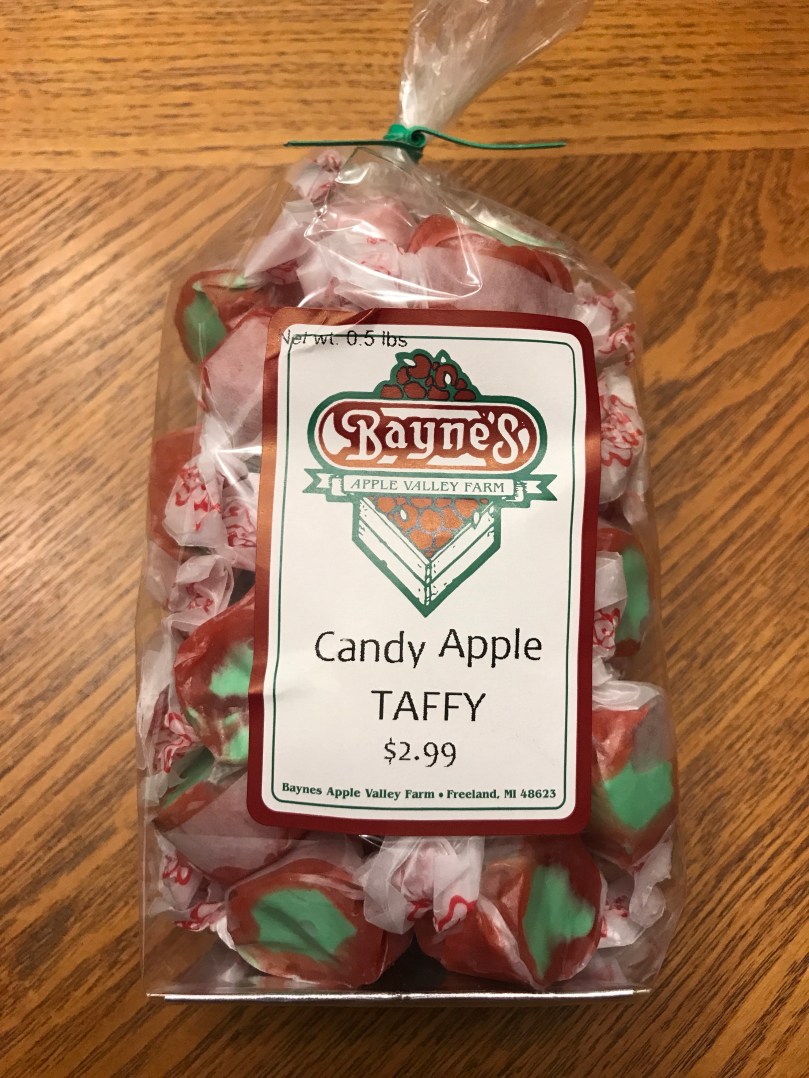 Net wt. 0.5 lbs
Bayne's
APPLE VALLEY FARM
Candy Apple
TAFFY
$2.99
Baynes Apple Valley Farm • Freeland, MI 48623